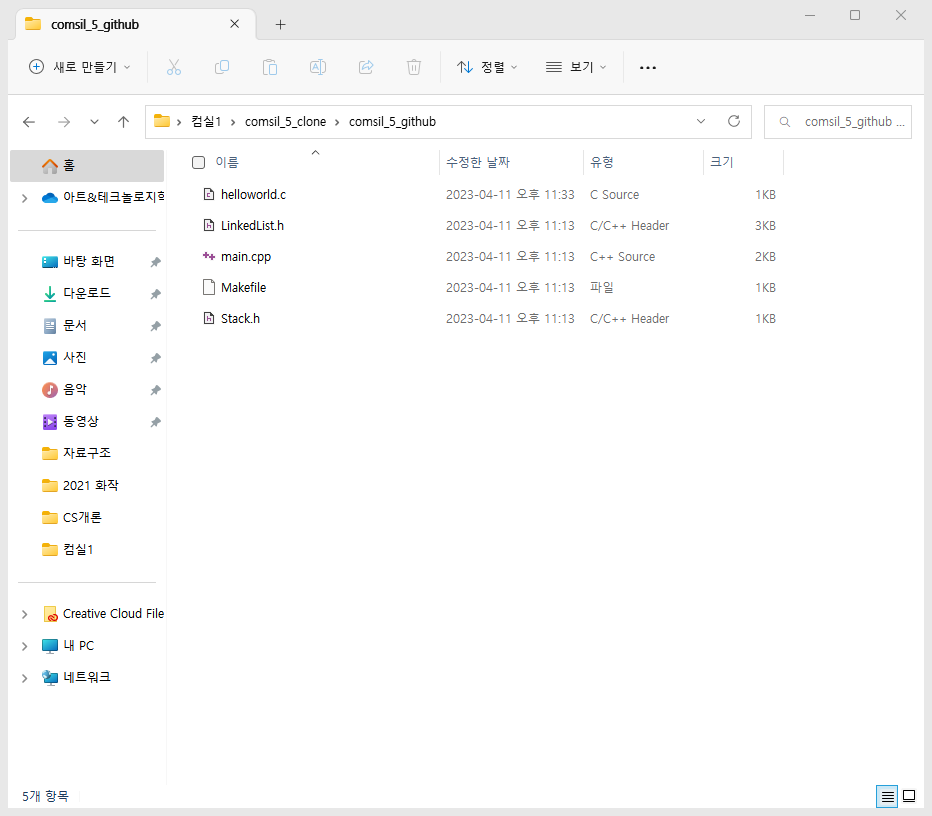 comsil_5_github
새로 만들기
정렬
보기
컴실1 > comsil_5_clone > comsil_5_github
comsil_5_github ...
홈
아트&테크놀로지학
바탕 화면
다운로드
문서
사진
음악
동영상
자료구조
2021 화작
CS개론
컴실1
Creative Cloud File
내 PC
네트워크
이름 수정한 날짜 유형 크기
helloworld.c 2023-04-11 오후 11:33 C Source 1KB
LinkedList.h 2023-04-11 오후 11:13 C/C++ Header 3KB
main.cpp 2023-04-11 오후 11:13 C++ Source 2KB
Makefile 2023-04-11 오후 11:13 파일 1KB
Stack.h 2023-04-11 오후 11:13 C/C++ Header 1KB
5개 항목